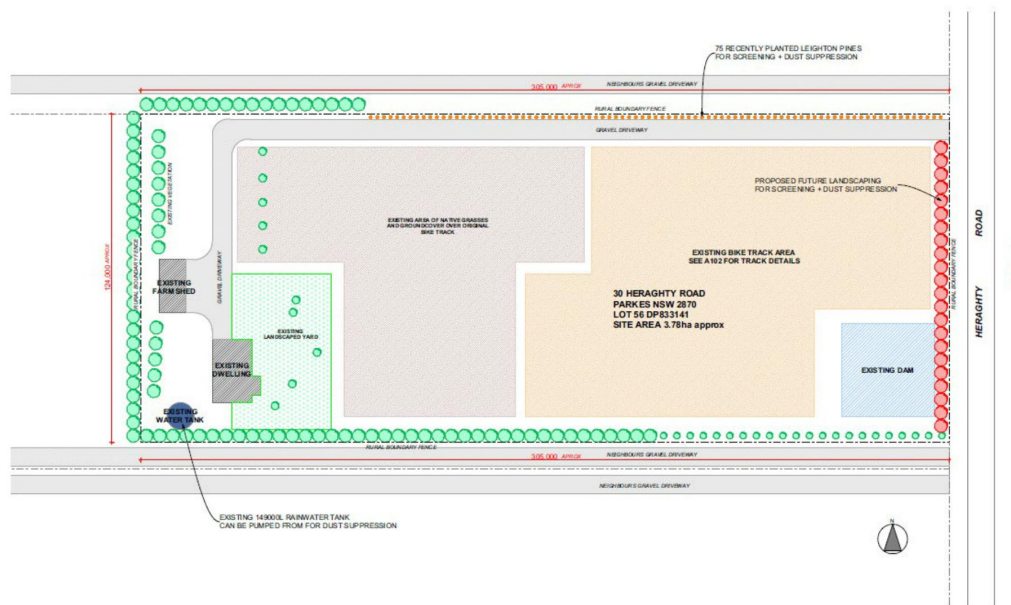 75 RECENTLY PLANTED LEIGHTON PINES
FOR SCREENING + DUST SUPPRESSION
NEIGHBOURS GRAVEL DRIVEWAY
305,000 APROX
RURAL BOUNDARY FENCE
GRAVEL DRIVEWAY
PROPOSED FUTURE LANDSCAPING
FOR SCREENING + DUST SUPPRESSION
EXISTING VEGETATION
EXISTING AREA OF NATIVE GRASSES
AND GROUNDCOVER OVER ORIGINAL
BIKE TRACK
EXISTING BIKE TRACK AREA
SEE A102 FOR TRACK DETAILS
124,000 APROX
RURAL BOUNDARY FENCE
GRAVEL DRIVEWAY
RURAL BOUNDARY FENCE
HERAGHTY ROAD
EXISTING
FARM SHED
30 HERAGHTY ROAD
PARKES NSW 2870
LOT 56 DP833141
SITE AREA 3.78ha approx
EXISTING
LANDSCAPED YARD
EXISTING
DWELLING
EXISTING DAM
EXISTING
WATER TANK
RURAL BOUNDARY FENCE
305,000 APROX
NEIGHBOURS GRAVEL DRIVEWAY
NEIGHBOURS GRAVEL DRIVEWAY
EXISTING 149000L RAINWATER TANK
CAN BE PUMPED FROM FOR DUST SUPPRESSION
N